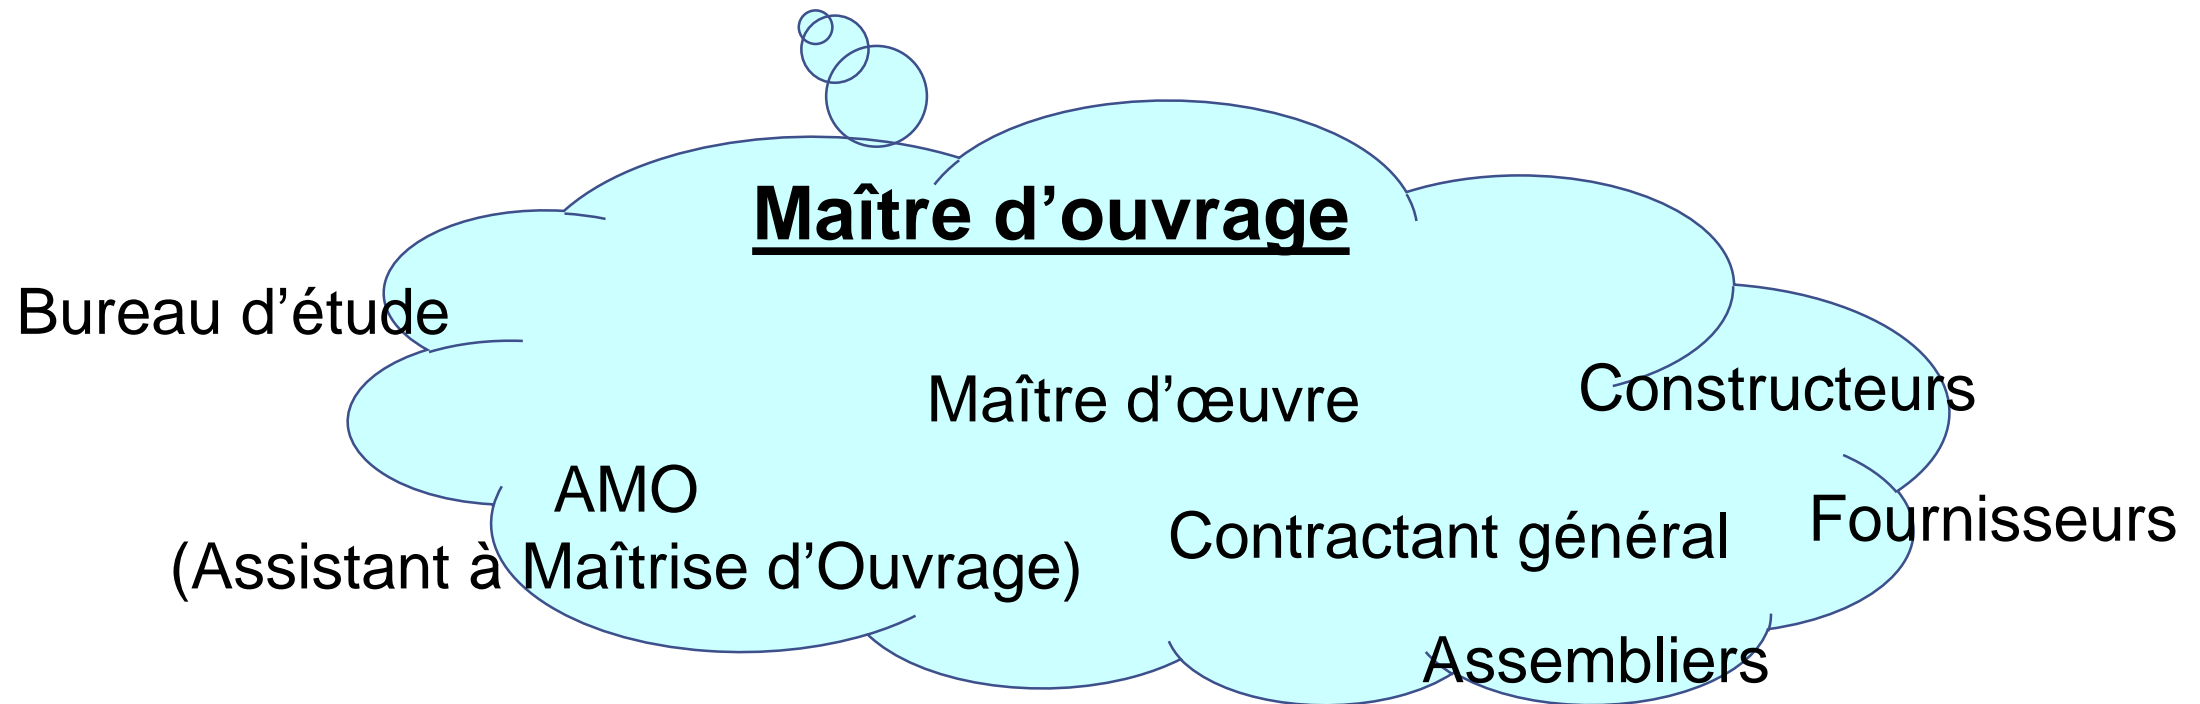 Maître d’ouvrage
Bureau d’étude
Maître d’œuvre
Constructeurs
AMO
(Assistant à Maîtrise d’Ouvrage)
Contractant général
Fournisseurs
Assembliers